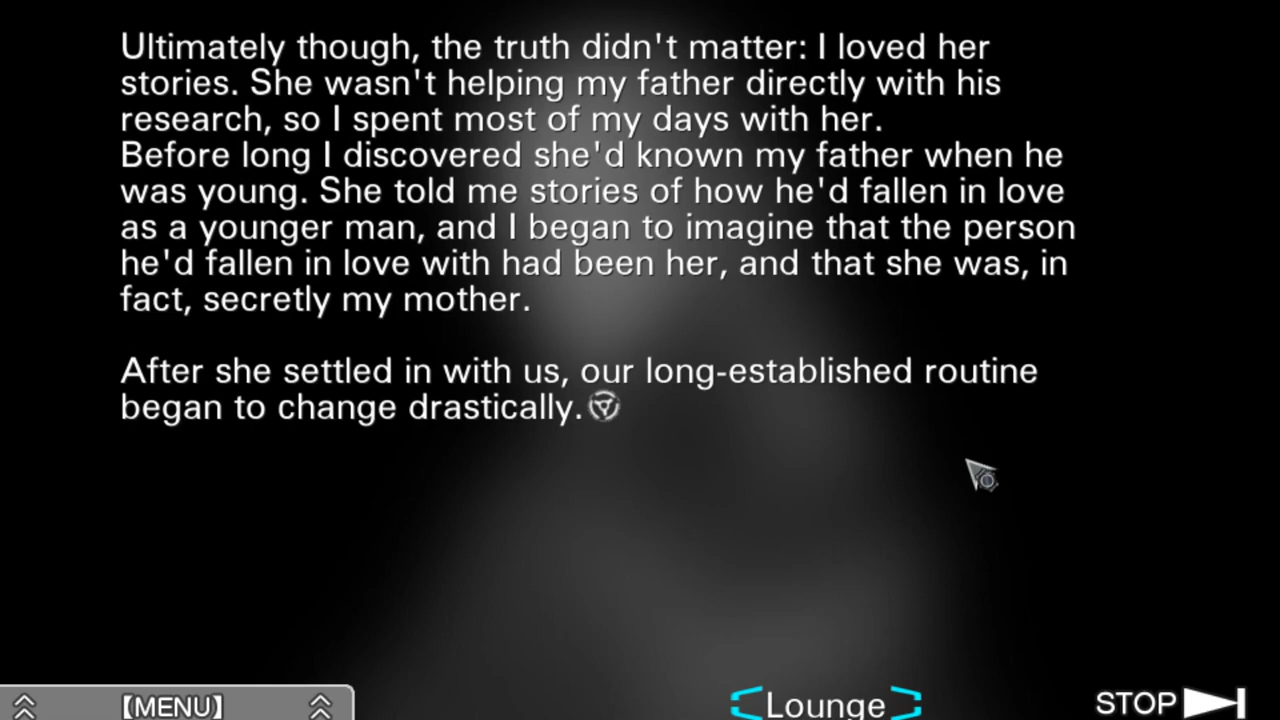 Ultimately though, the truth didn't matter: I loved her
stories. She wasn't helping my father directly with his
research, so I spent most of my days with her.
Before long I discovered she'd known my father when he
was young. She told me stories of how he'd fallen in love
as a younger man, and I began to imagine that the person
he'd fallen in love with had been her, and that she was, in
fact, secretly my mother.
After she settled in with us, our long-established routine
began to change drastically.
【MENU】
Lounge
STOP